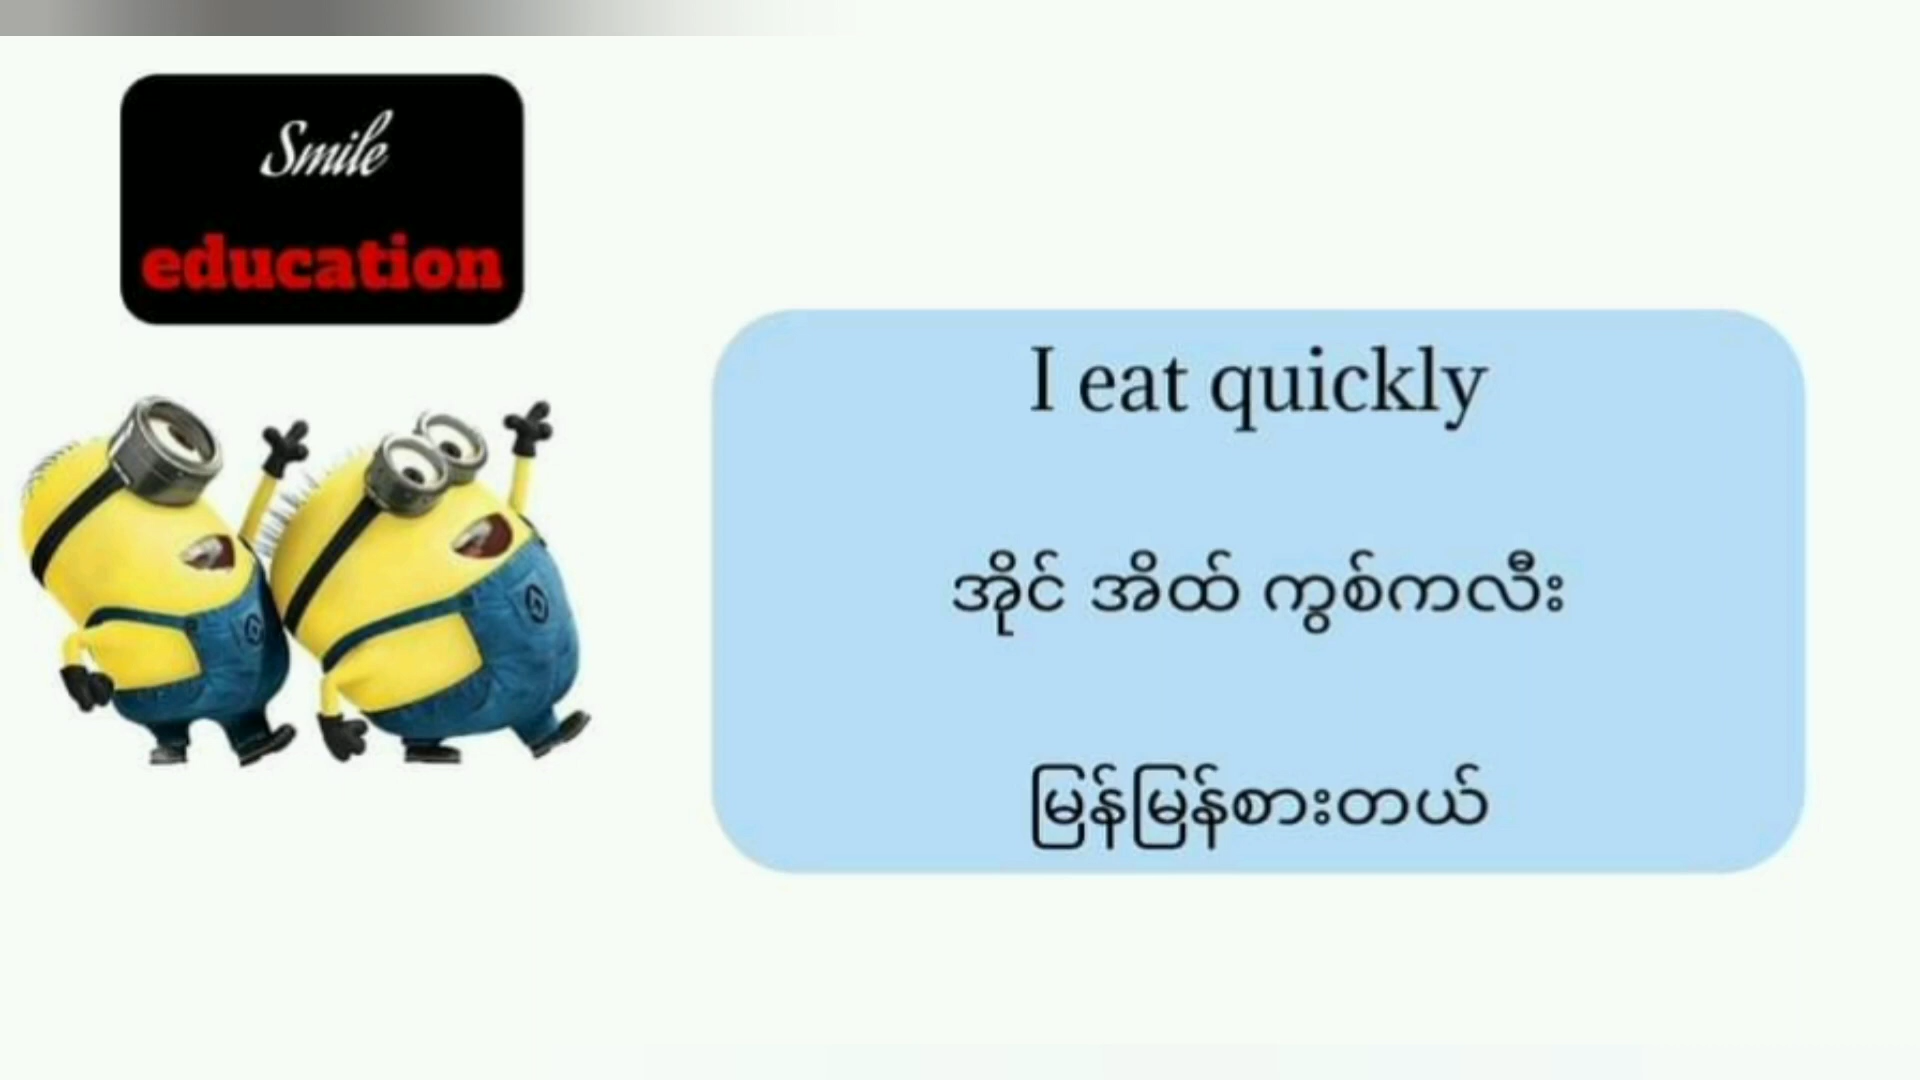 Smile
education
I eat quickly
အိုင် အိထ် ကွစ်ကလီး
မြန်မြန်စားတယ်